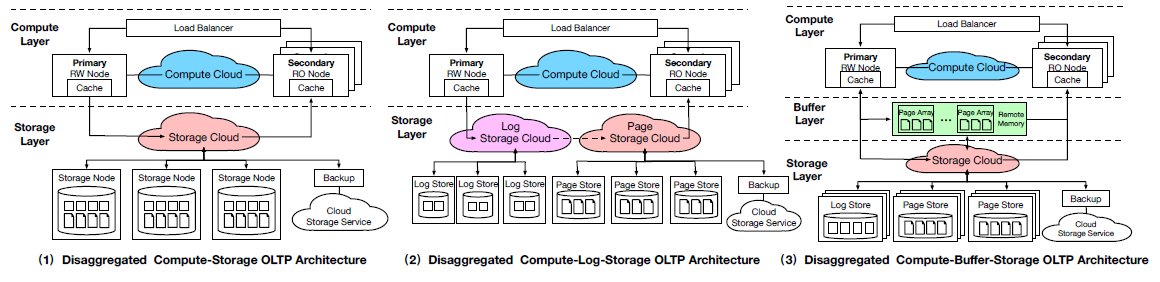 Compute
Layer
Load Balancer
Primary
RW Node
Cache
Compute Cloud
Secondary
RO Node
Cache
Storage
Layer
Storage Cloud
Storage Node
Storage Node
Storage Node
Backup
Cloud
Storage Service
(1) Disaggregated Compute-Storage OLTP Architecture
Compute
Layer
Load Balancer
Primary
RW Node
Cache
Compute Cloud
Secondary
RO Node
Cache
Storage
Layer
Log
Storage Cloud
Page
Storage Cloud
Log Store
Log Store
Log Store
Page Store
Page Store
Page Store
Backup
Cloud
Storage Service
(2) Disaggregated Compute-Log-Storage OLTP Architecture
Compute
Layer
Load Balancer
Primary
RW Node
Cache
Compute Cloud
Secondary
RO Node
Cache
Buffer
Layer
Page Array
...
Page Array
Remote
Memory
Storage
Layer
Storage Cloud
Log Store
Page Store
Page Store
Backup
Cloud
Storage Service
(3) Disaggregated Compute-Buffer-Storage OLTP Architecture